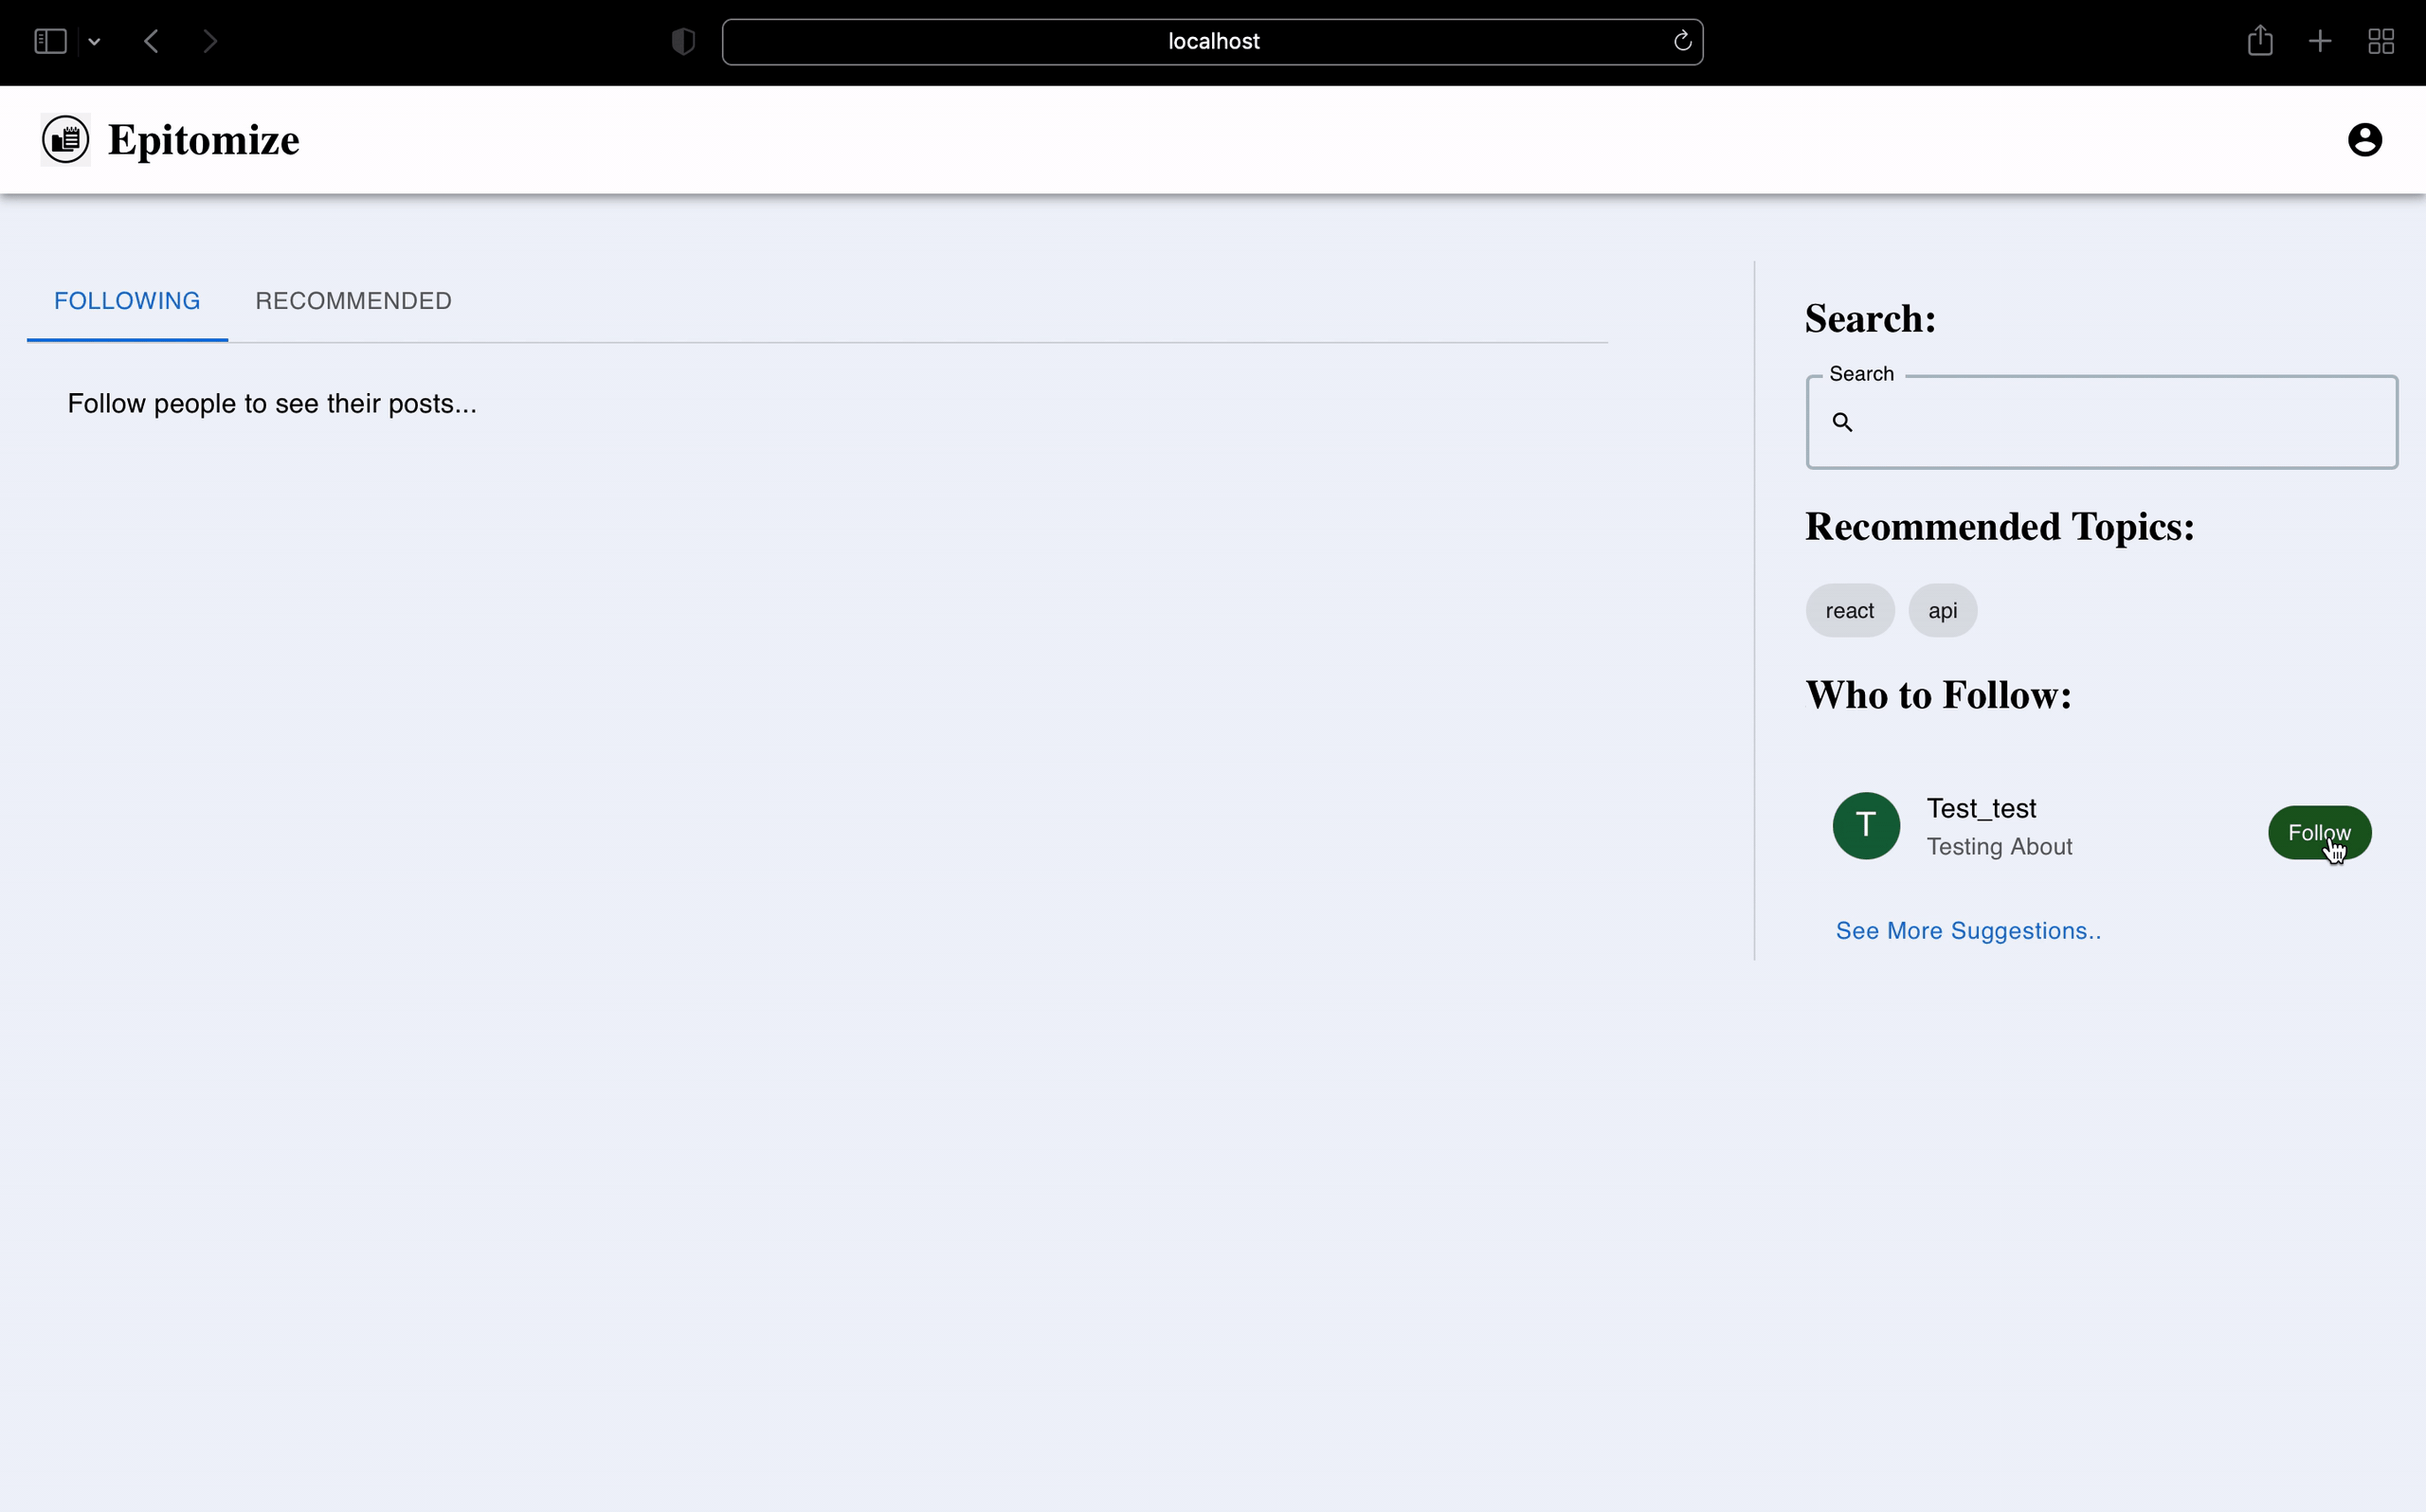 localhost
Epitomize
FOLLOWING RECOMMENDED
Follow people to see their posts...
Search:
Search
Recommended Topics:
react api
Who to Follow:
T
Test_test
Testing About
Follow
See More Suggestions..